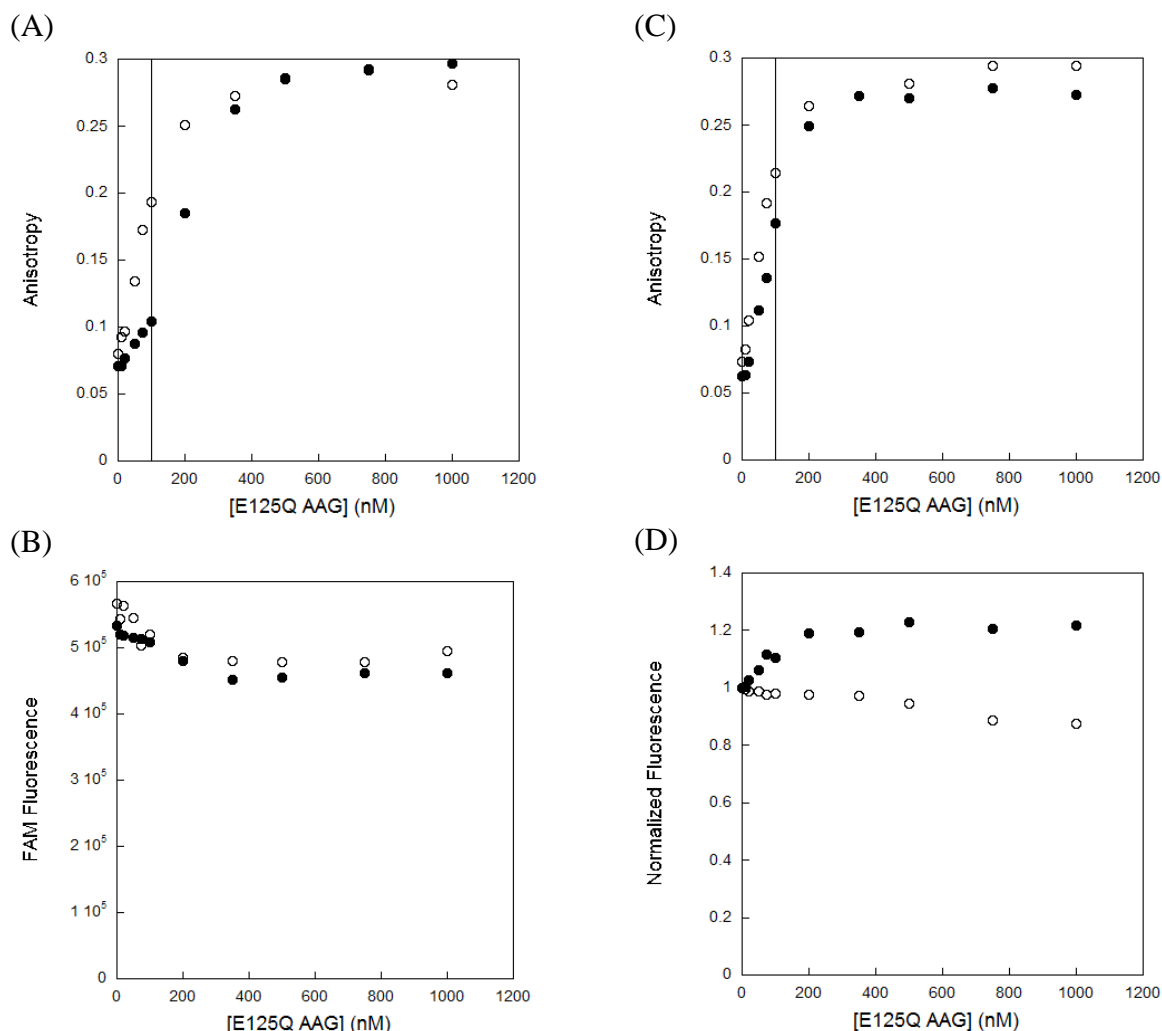 (A)
0.3
0.25
0.2
0.15
0.1
0.05
0
Anisotropy
0 200 400 600 800 1000 1200
[E125Q AAG] (nM)
(C)
0.3
0.25
0.2
0.15
0.1
0.05
0
Anisotropy
0 200 400 600 800 1000 1200
[E125Q AAG] (nM)
(B)
6 10⁵
5 10⁵
4 10⁵
3 10⁵
2 10⁵
1 10⁵
0
FAM Fluorescence
0 200 400 600 800 1000 1200
[E125Q AAG] (nM)
(D)
1.4
1.2
1
0.8
0.6
0.4
0.2
0
Normalized Fluorescence
0 200 400 600 800 1000 1200
[E125Q AAG] (nM)